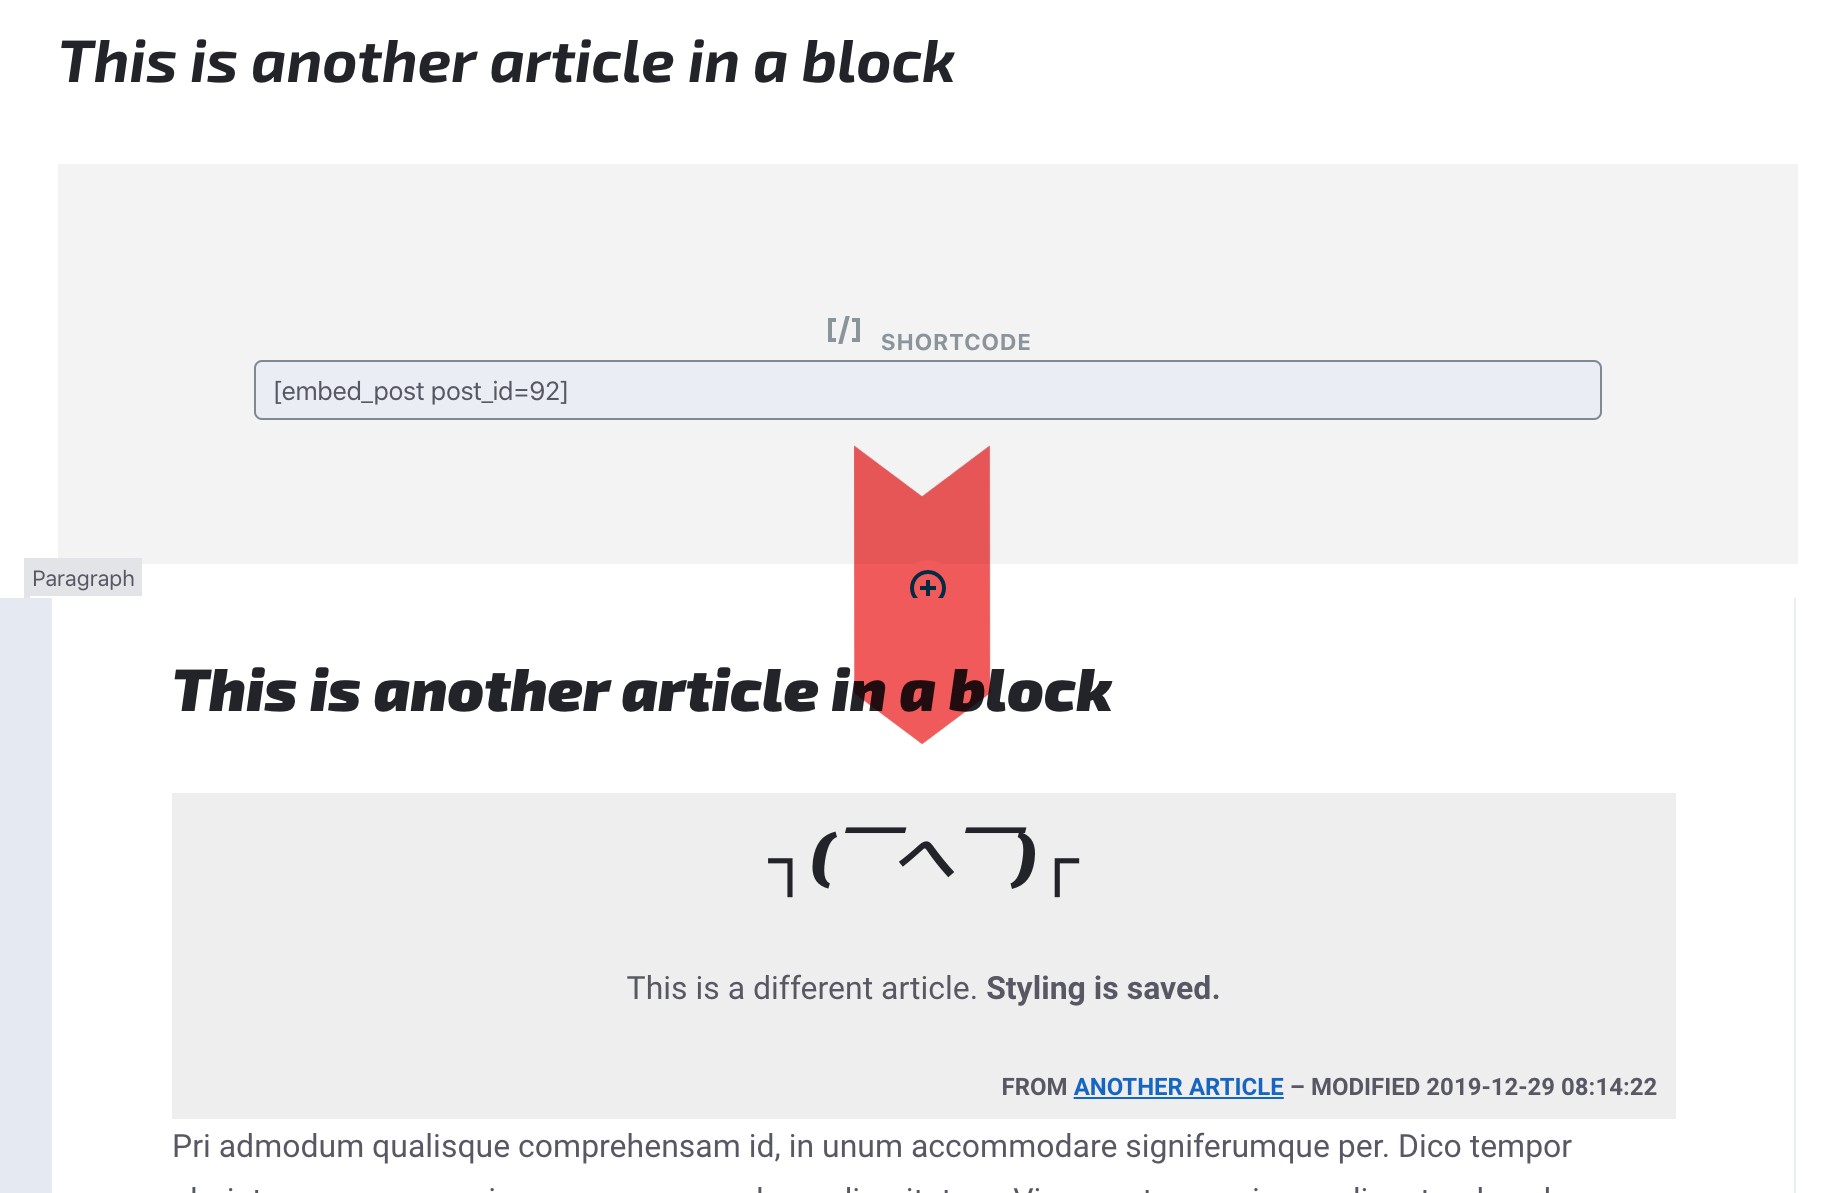 This is another article in a block
[/] SHORTCODE
[embed_post post_id=92]
Paragraph
This is another article in a block
┐(￣ヘ￣)┌
This is a different article. Styling is saved.
FROM ANOTHER ARTICLE – MODIFIED 2019-12-29 08:14:22
Pri admodum qualisque comprehensam id, in unum accommodare signiferumque per. Dico tempor